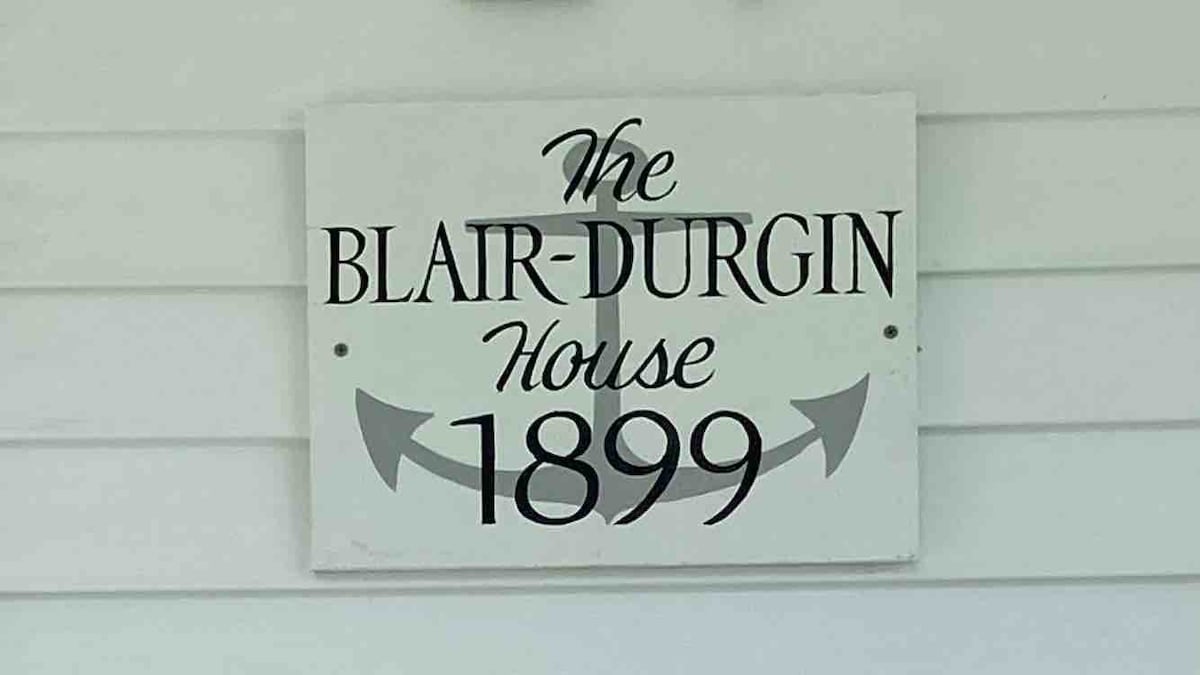 The
BLAIR-DURGIN
House
1899